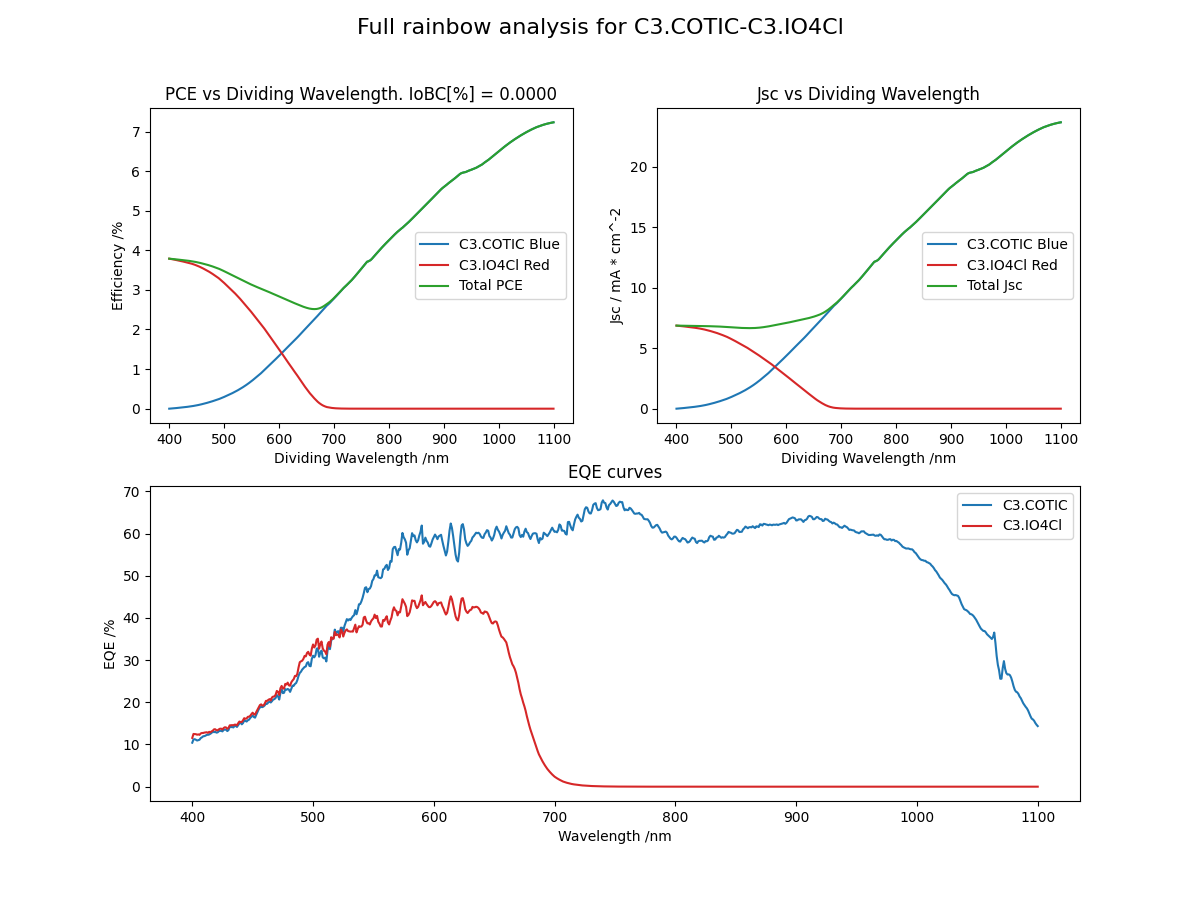 Full rainbow analysis for C3.COTIC-C3.IO4Cl
PCE vs Dividing Wavelength. IoBC[%] = 0.0000
Efficiency /%
7
6
5
4
3
2
1
0
C3.COTIC Blue
C3.IO4Cl Red
Total PCE
400 500 600 700 800 900 1000 1100
Dividing Wavelength /nm
Jsc vs Dividing Wavelength
Jsc / mA * cm^-2
20
15
10
5
0
C3.COTIC Blue
C3.IO4Cl Red
Total Jsc
400 500 600 700 800 900 1000 1100
Dividing Wavelength /nm
EQE curves
EQE /%
70
60
50
40
30
20
10
0
C3.COTIC
C3.IO4Cl
400 500 600 700 800 900 1000 1100
Wavelength /nm